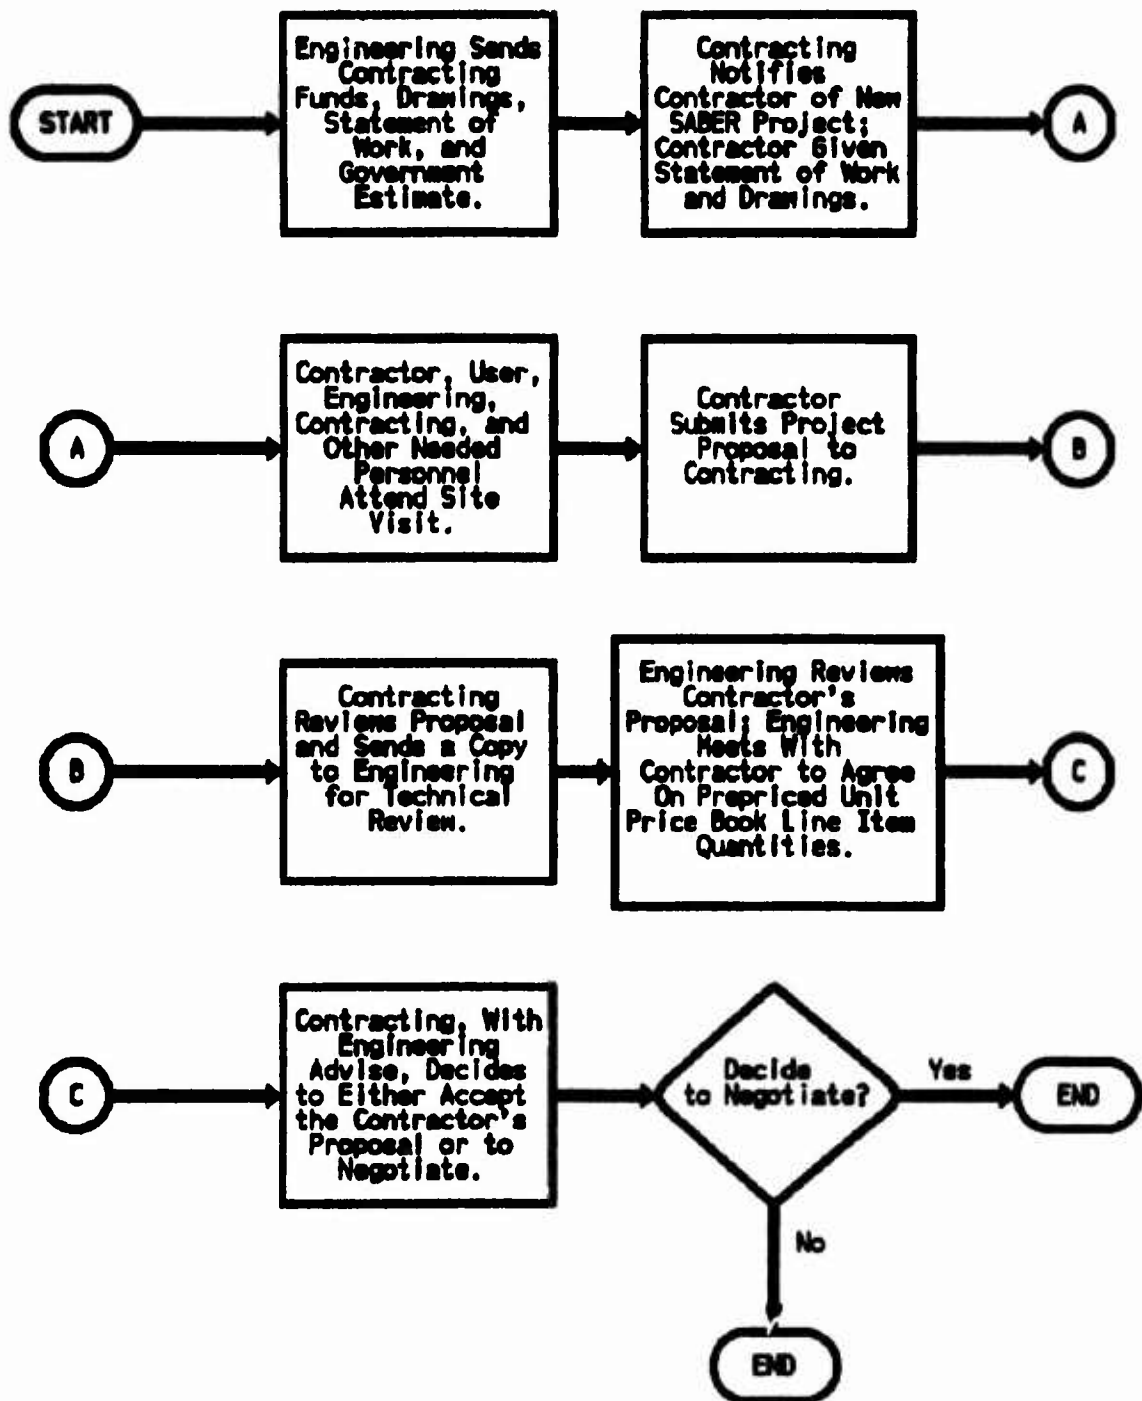 START
Engineering Sends
Contracting
Funds, Drawings,
Statement of
Work, and
Government
Estimate.
Contracting
Notifies
Contractor of New
SABER Project;
Contractor Given
Statement of Work
and Drawings.
A
A
Contractor, User,
Engineering,
Contracting, and
Other Needed
Personnel
Attend Site
Visit.
Contractor
Submits Project
Proposal to
Contracting.
B
B
Contracting
Reviews Proposal
and Sends a Copy
to Engineering
for Technical
Review.
Engineering Reviews
Contractor's
Proposal; Engineering
Meets With
Contractor to Agree
On Prepriced Unit
Price Book Line Item
Quantities.
C
C
Contracting, With
Engineering
Advise, Decides
to Either Accept
the Contractor's
Proposal or to
Negotiate.
Decide
to Negotiate?
Yes
END
No
END